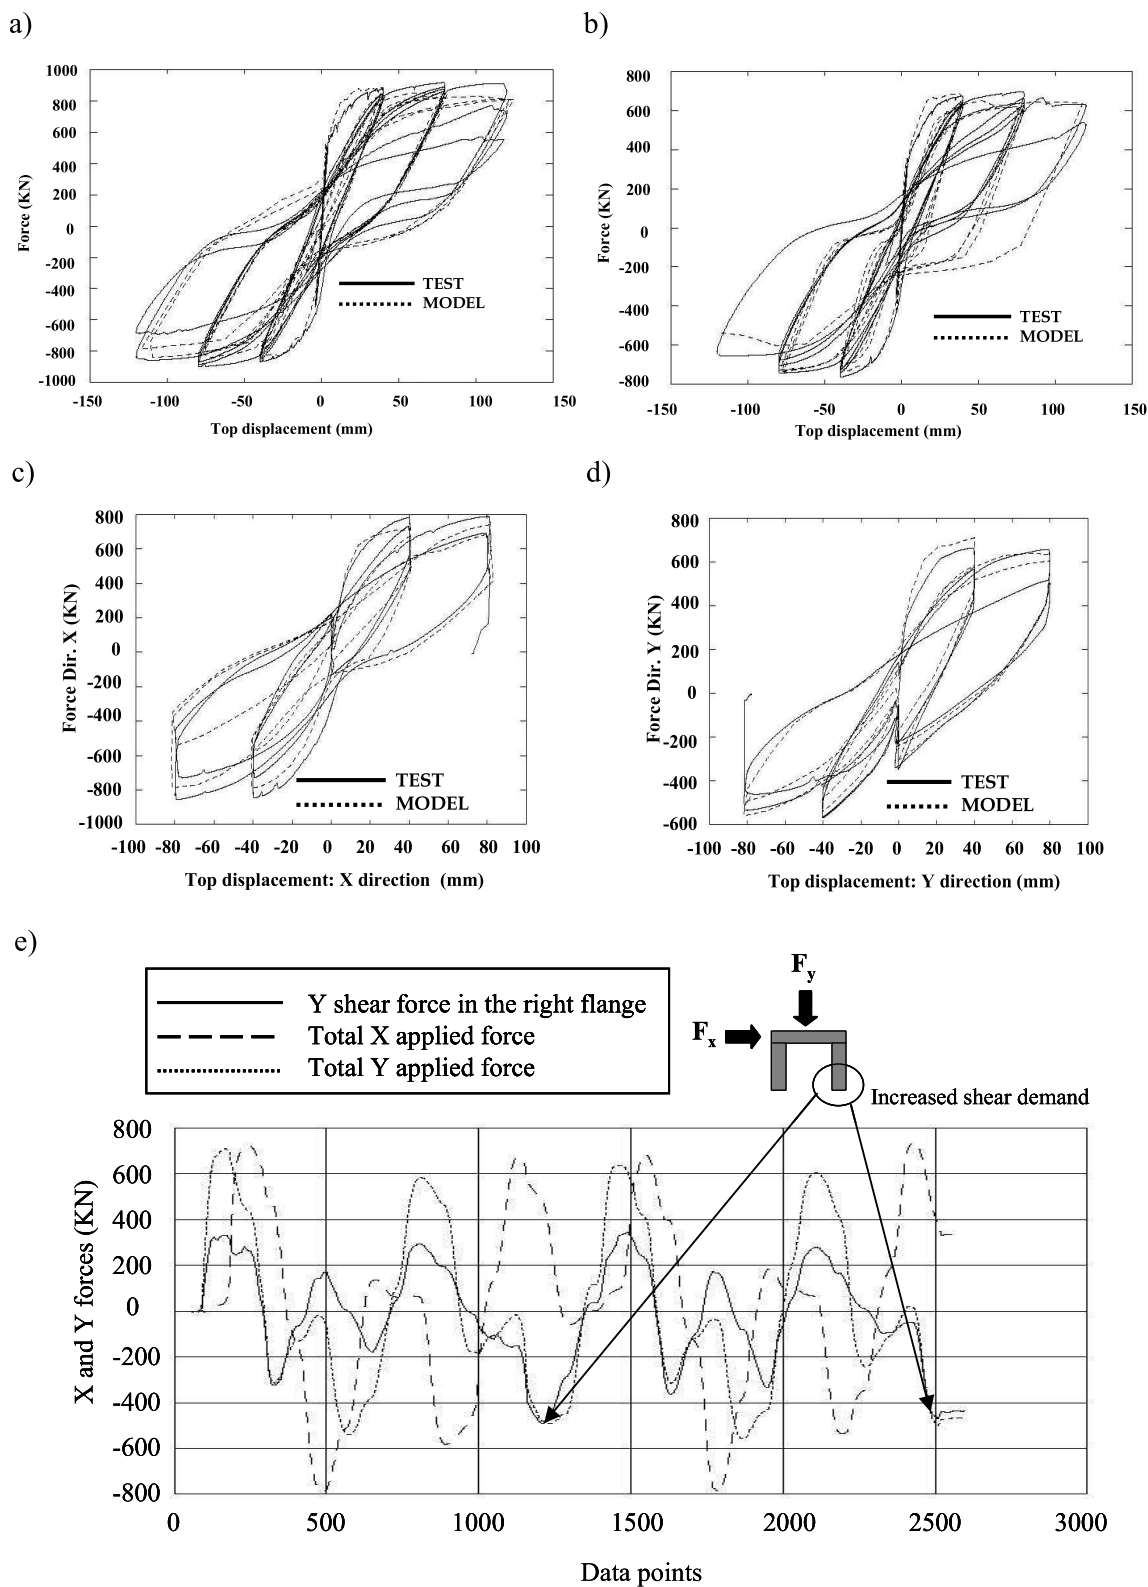 a)
1000
800
600
400
200
0
-200
-400
-600
-800
-1000
Force (KN)
TEST
MODEL
-150 -100 -50 0 50 100 150
Top displacement (mm)
b)
800
600
400
200
0
-200
-400
-600
-800
Force (KN)
TEST
MODEL
-150 -100 -50 0 50 100 150
Top displacement (mm)
c)
800
600
400
200
0
-200
-400
-600
-800
-1000
Force Dir. X (KN)
TEST
MODEL
-100 -80 -60 -40 -20 0 20 40 60 80 100
Top displacement: X direction (mm)
d)
800
600
400
200
0
-200
-400
-600
Force Dir. Y (KN)
TEST
MODEL
-100 -80 -60 -40 -20 0 20 40 60 80 100
Top displacement: Y direction (mm)
e)
Y shear force in the right flange
Total X applied force
Total Y applied force
Fy
Fx
Increased shear demand
800
600
400
200
0
-200
-400
-600
-800
X and Y forces (KN)
0 500 1000 1500 2000 2500 3000
Data points